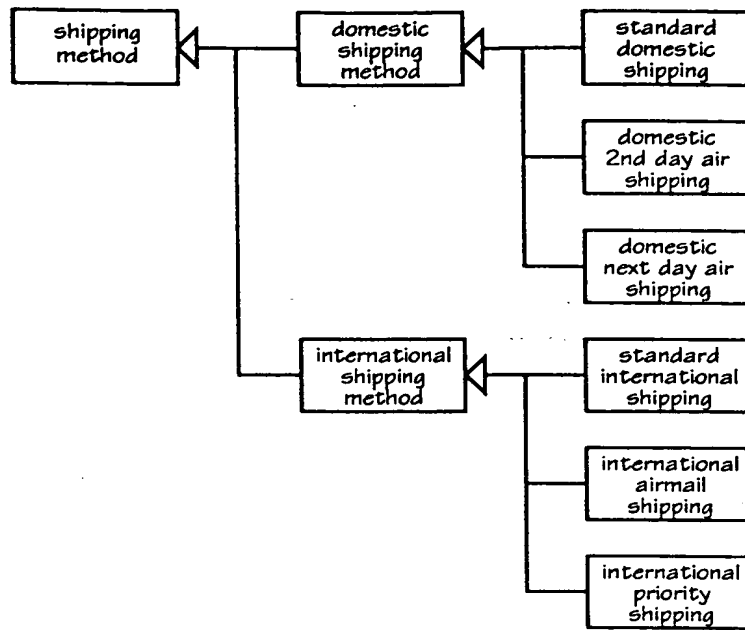 shipping
method
domestic
shipping
method
standard
domestic
shipping
domestic
2nd day air
shipping
domestic
next day air
shipping
international
shipping
method
standard
international
shipping
international
airmail
shipping
international
priority
shipping